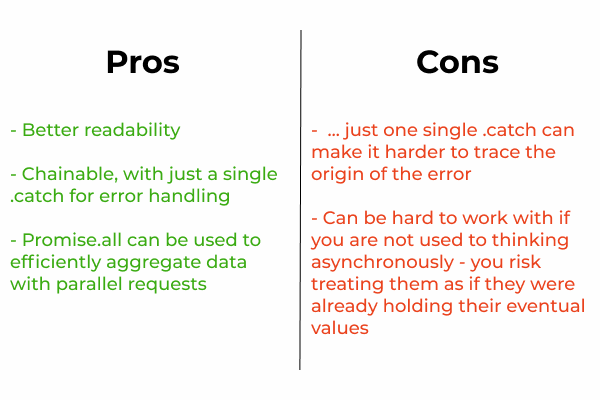 Pros
- Better readability
- Chainable, with just a single
.catch for error handling
- Promise.all can be used to
efficiently aggregate data
with parallel requests
Cons
-  ... just one single .catch can
make it harder to trace the
origin of the error
- Can be hard to work with if
you are not used to thinking
asynchronously - you risk
treating them as if they were
already holding their eventual
values